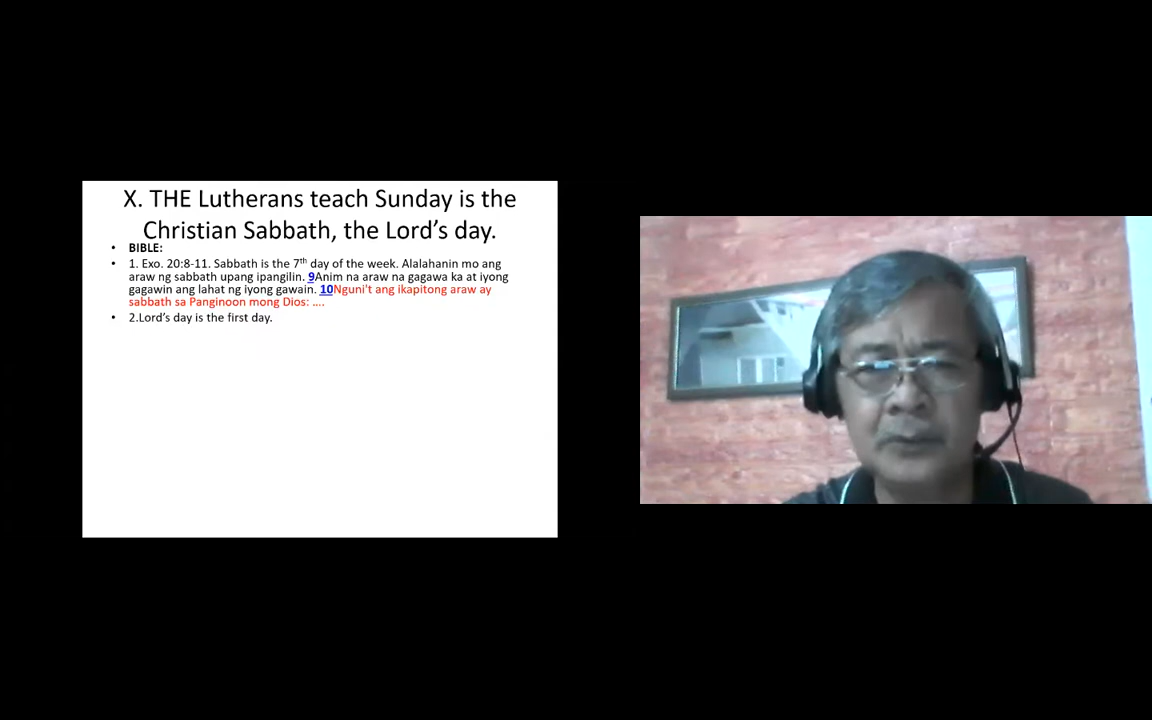 X. THE Lutherans teach Sunday is the
Christian Sabbath, the Lord's day.
• BIBLE:
• 1. Exo. 20:8-11. Sabbath is the 7th day of the week. Alalahanin mo ang
araw ng sabbath upang ipangilin. 9Anim na araw na gagawa ka at iyong
gagawin ang lahat ng iyong gawain. 10Nguni't ang ikapitong araw ay
sabbath sa Panginoon mong Dios: ....
• 2.Lord's day is the first day.